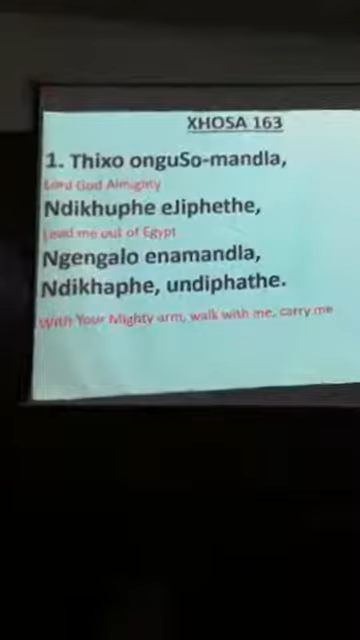 XHOSA 163
1. Thixo onguSo-mandla,
Lord God Almighty
Ndikhuphe eJiphethe,
Lead me out of Egypt
Ngengalo enamandla,
Ndikhaphe, undiphathe.
With Your Mighty arm, walk with me, carry me